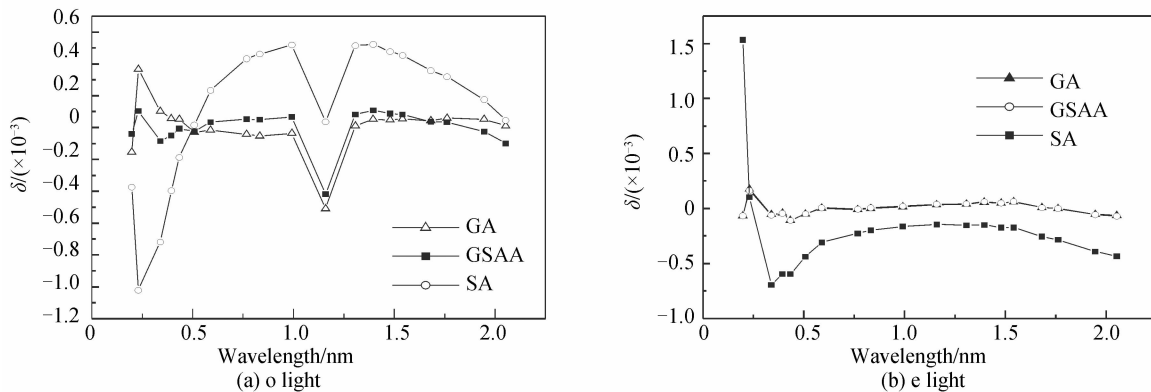 0.6
0.4
0.2
0
−0.2
−0.4
−0.6
−0.8
−1.0
−1.2
δ/(×10⁻³)
GA
GSAA
SA
0 0.5 1.0 1.5 2.0
Wavelength/nm
(a) o light
1.5
1.0
0.5
0
−0.5
−1.0
δ/(×10⁻³)
GA
GSAA
SA
0 0.5 1.0 1.5 2.0
Wavelength/nm
(b) e light